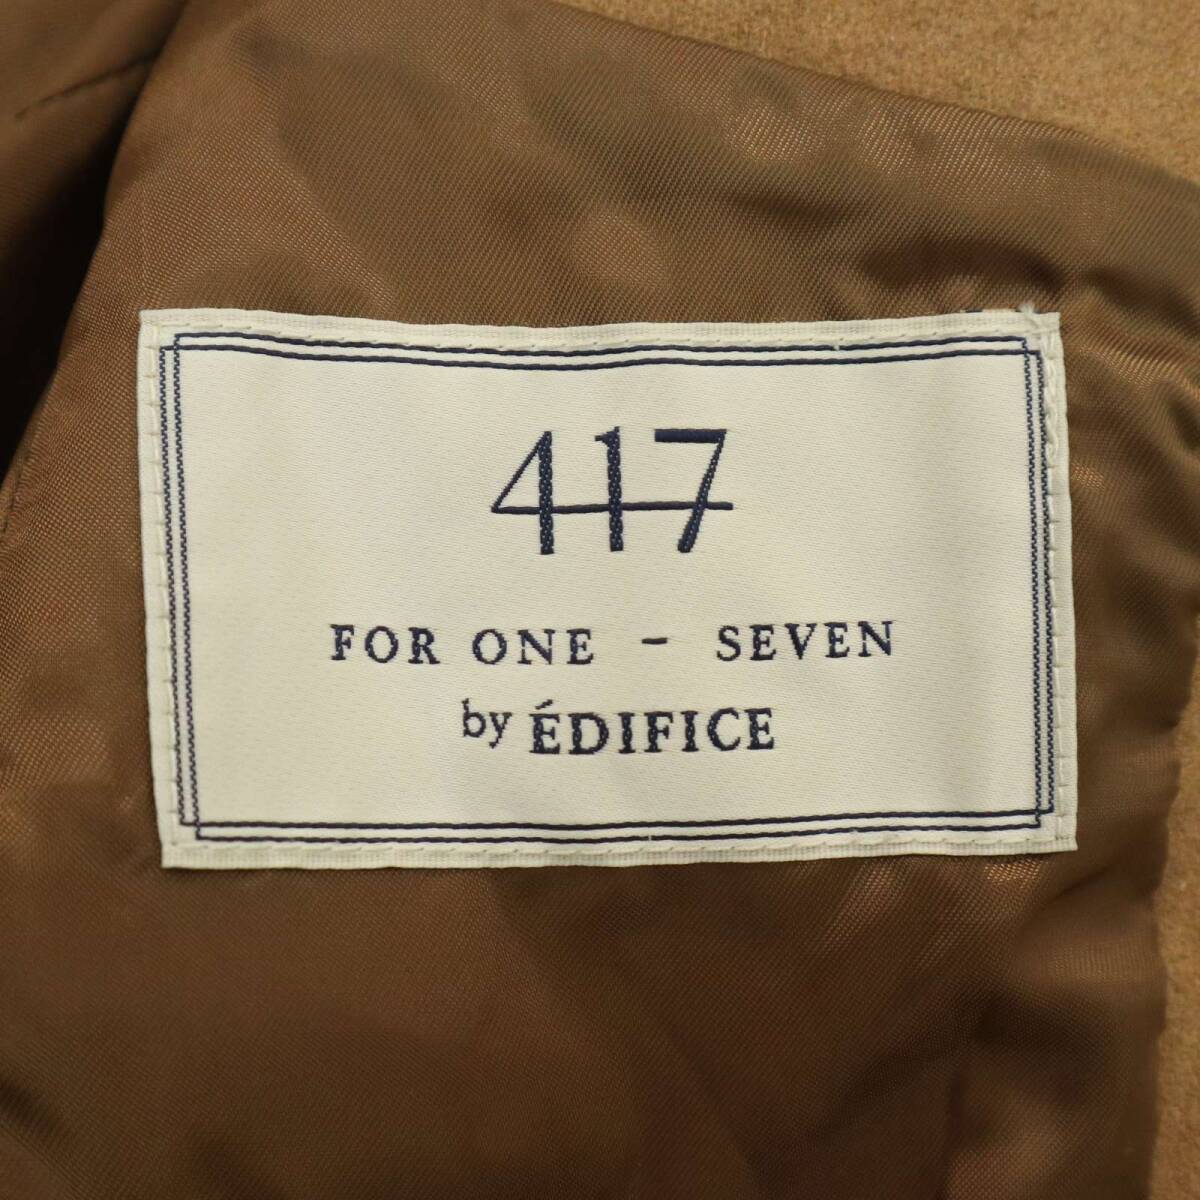 417
FOR ONE - SEVEN
by ÉDIFICE